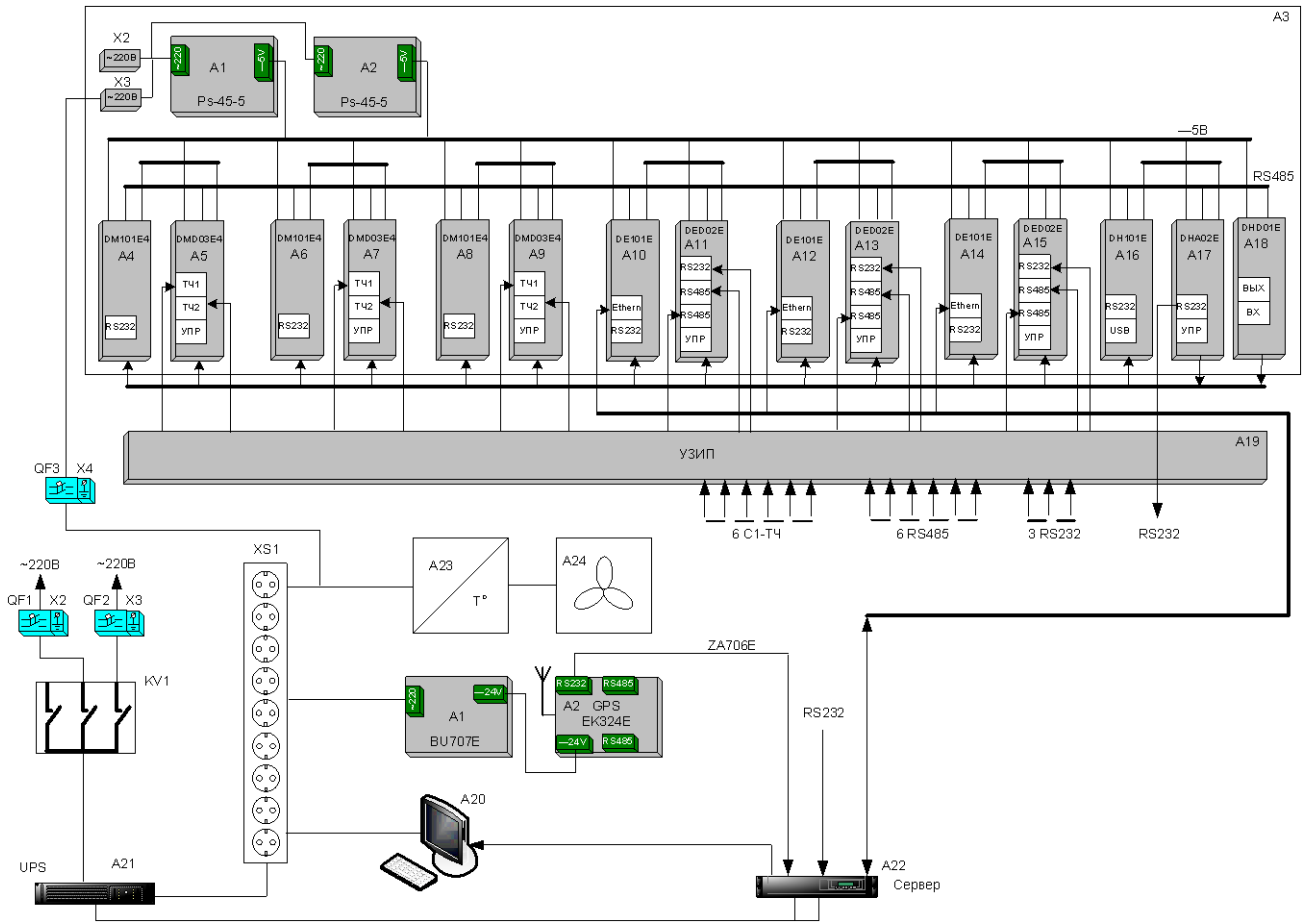 A3
X2
~220В
X3
~220В
~220
A1
—5V
Ps-45-5
~220
A2
—5V
Ps-45-5
—5В
RS485
DM101E4
A4
RS232
DMD03E4
A5
ТЧ1
ТЧ2
УПР
DM101E4
A6
RS232
DMD03E4
A7
ТЧ1
ТЧ2
УПР
DM101E4
A8
RS232
DMD03E4
A9
ТЧ1
ТЧ2
УПР
DE101E
A10
Ethern
RS232
DED02E
A11
RS232
RS485
RS485
УПР
DE101E
A12
Ethern
RS232
DED02E
A13
RS232
RS485
RS485
УПР
DE101E
A14
Ethern
RS232
DED02E
A15
RS232
RS485
RS485
УПР
DH101E
A16
RS232
USB
DHA02E
A17
RS232
УПР
DHD01E
A18
ВЫХ
ВХ
УЗИП
A19
QF3 X4
6 С1-ТЧ
6 RS485
3 RS232
RS232
XS1
A23
T°
A24
~220В
~220В
QF1 X2
QF2 X3
KV1
~220
A1
—24V
BU707E
ZA706E
RS232
RS485
A2 GPS
EK324E
—24V
RS485
RS232
A20
UPS
A21
A22
Сервер